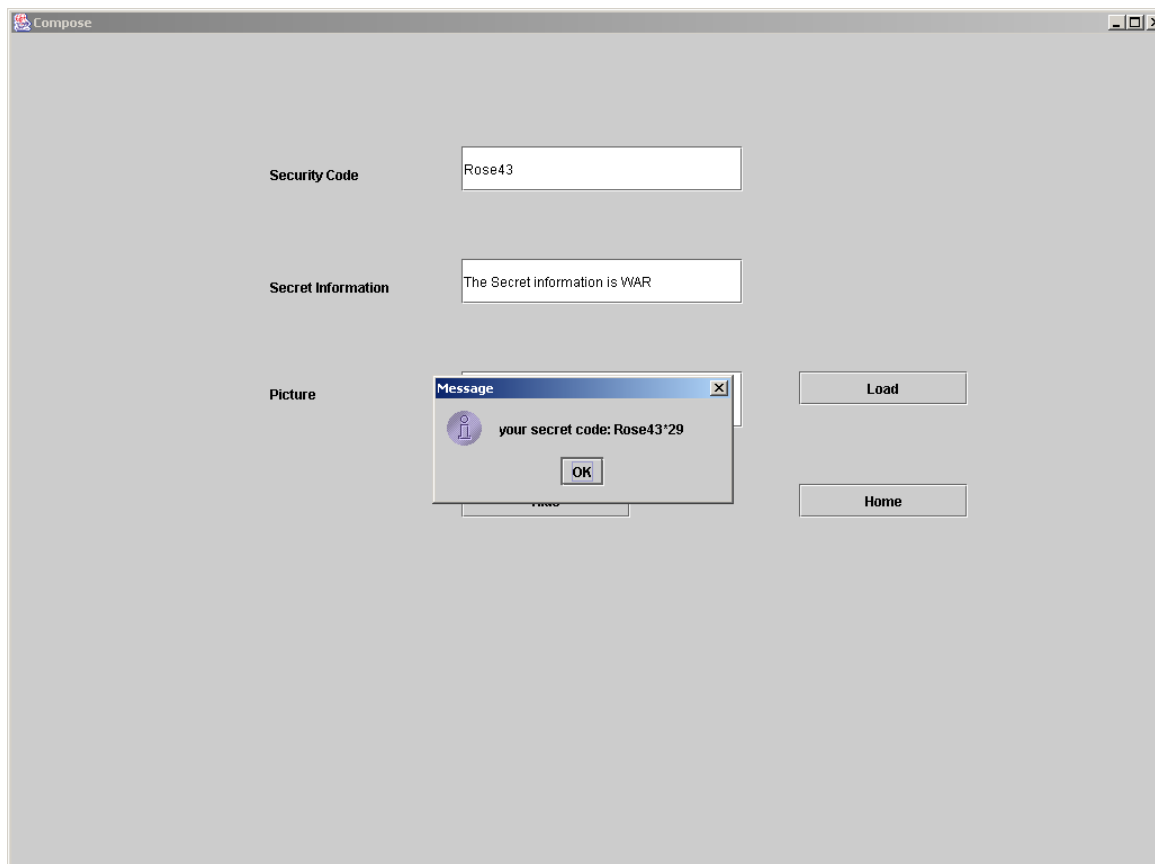 Compose
Security Code
Rose43
Secret Information
The Secret information is WAR
Picture
Load
Message
your secret code: Rose43*29
OK
Home